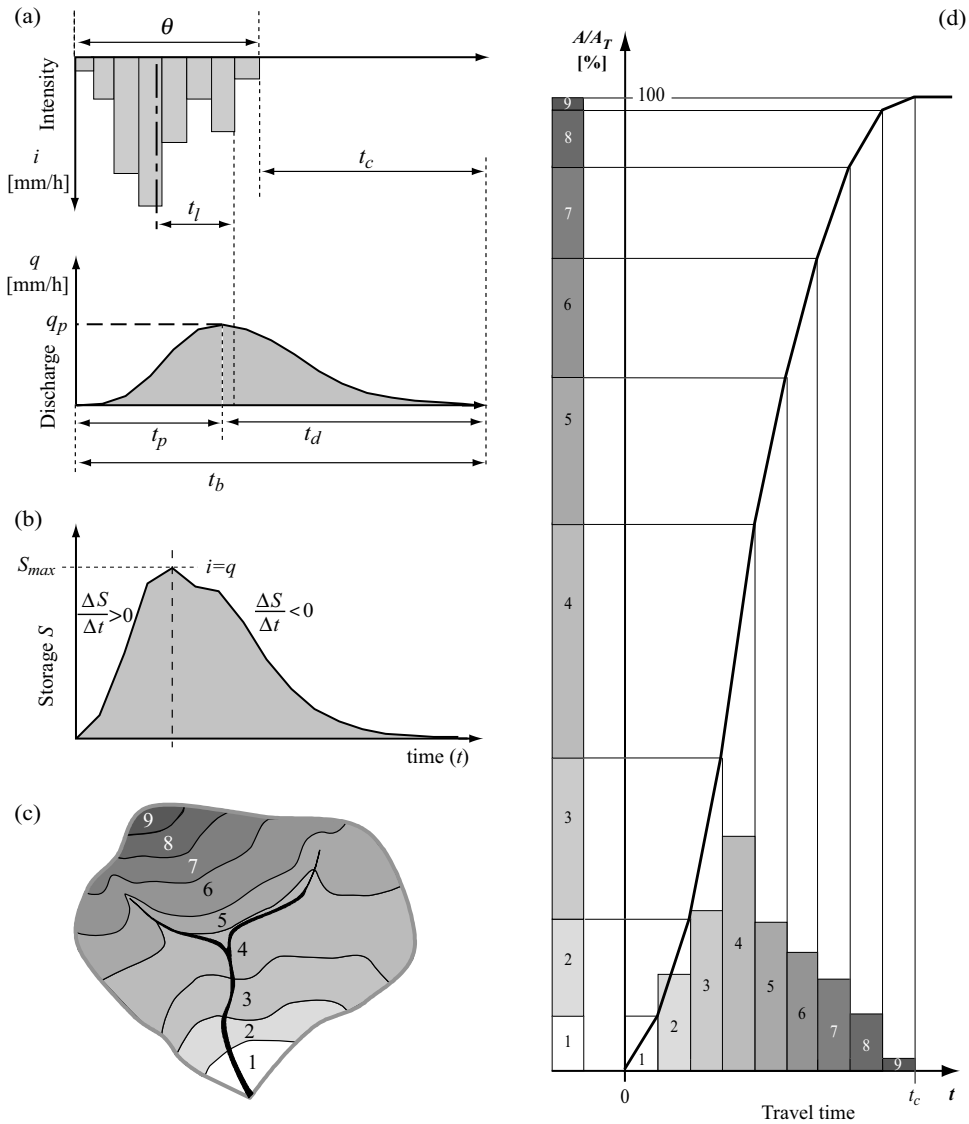 (a)
θ
Intensity
i
[mm/h]
t_c
t_l
q
[mm/h]
q_p
Discharge
t_p
t_d
t_b
(b)
S_max
i=q
ΔS
Δt
>0
ΔS
Δt
<0
Storage S
time (t)
(c)
9
8
7
6
5
4
3
2
1
(d)
A/A_T
[%]
100
9
8
7
6
5
4
3
2
1
1
2
3
4
5
6
7
8
9
0
t_c
t
Travel time